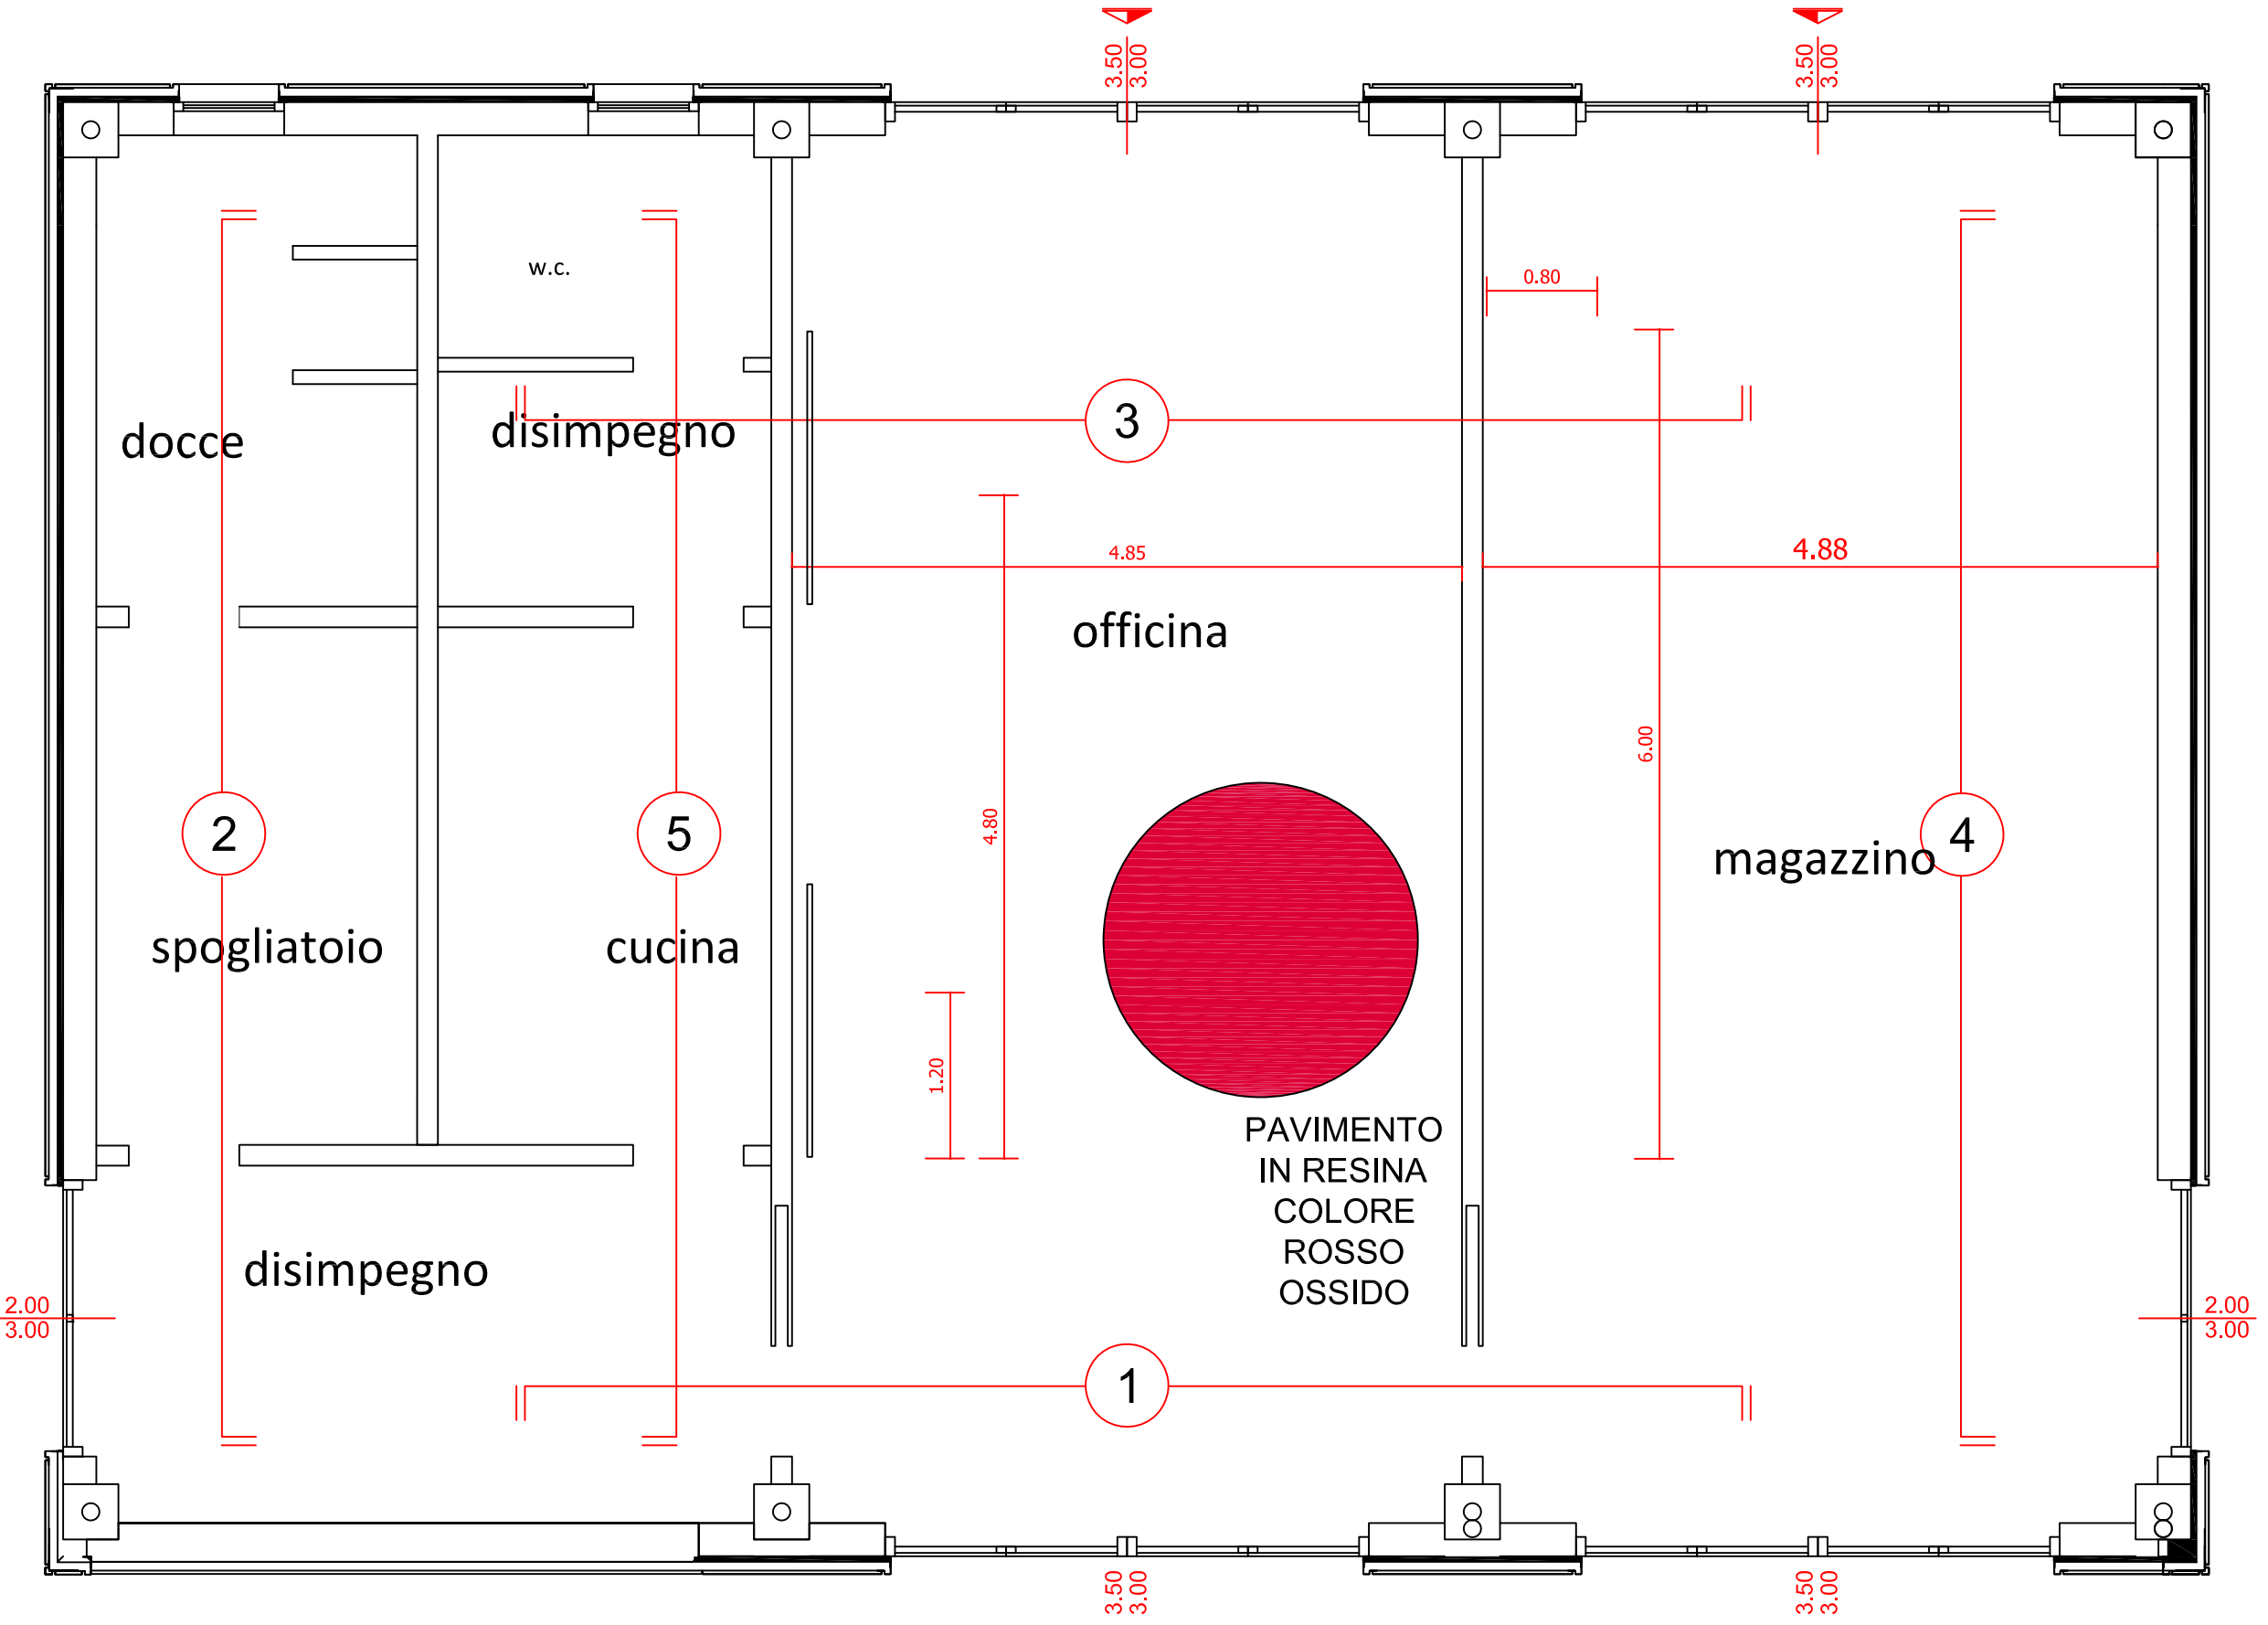 3.50
3.00
3.50
3.00
w.c.
0.80
docce
disimpegno
3
4.85
4.88
officina
6.00
4.80
2
5
4
magazzino
spogliatoio
cucina
1.20
PAVIMENTO
IN RESINA
COLORE
ROSSO
OSSIDO
disimpegno
2.00
3.00
2.00
3.00
1
3.50
3.00
3.50
3.00